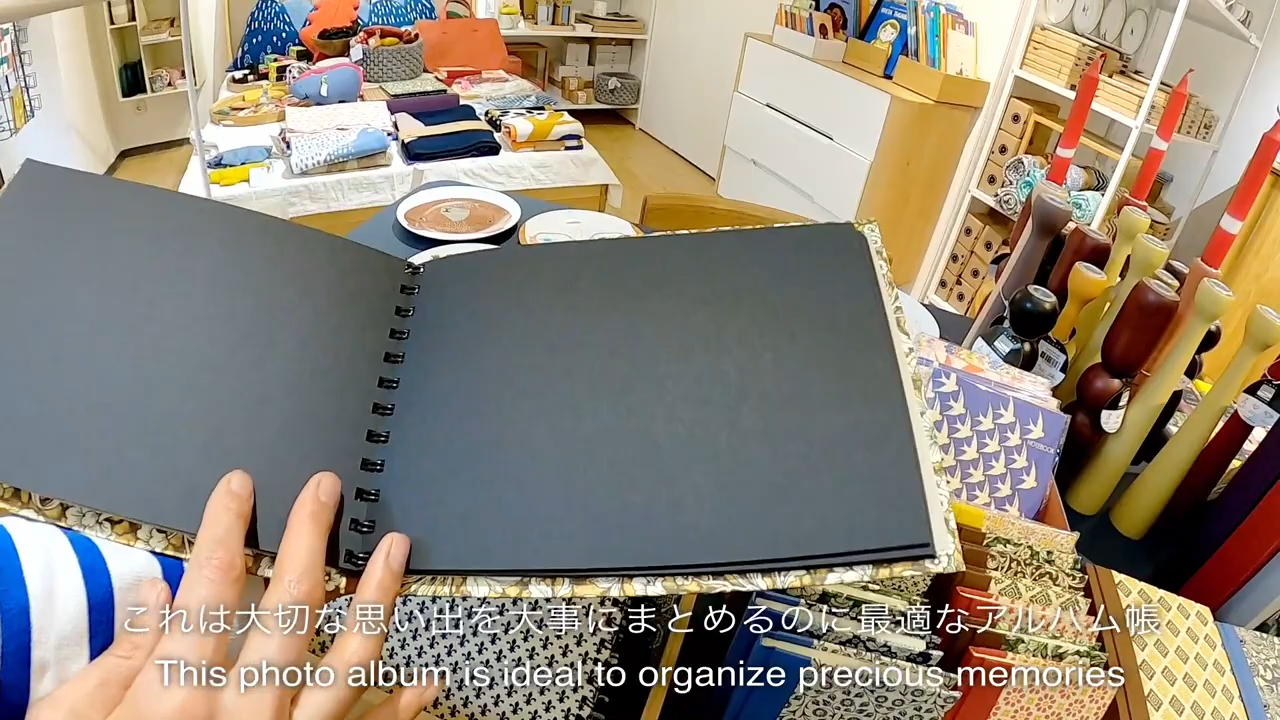 NOTEBOOK
これは大切な思い出を大事にまとめるのに最適なアルバム帳
This photo album is ideal to organize precious memories